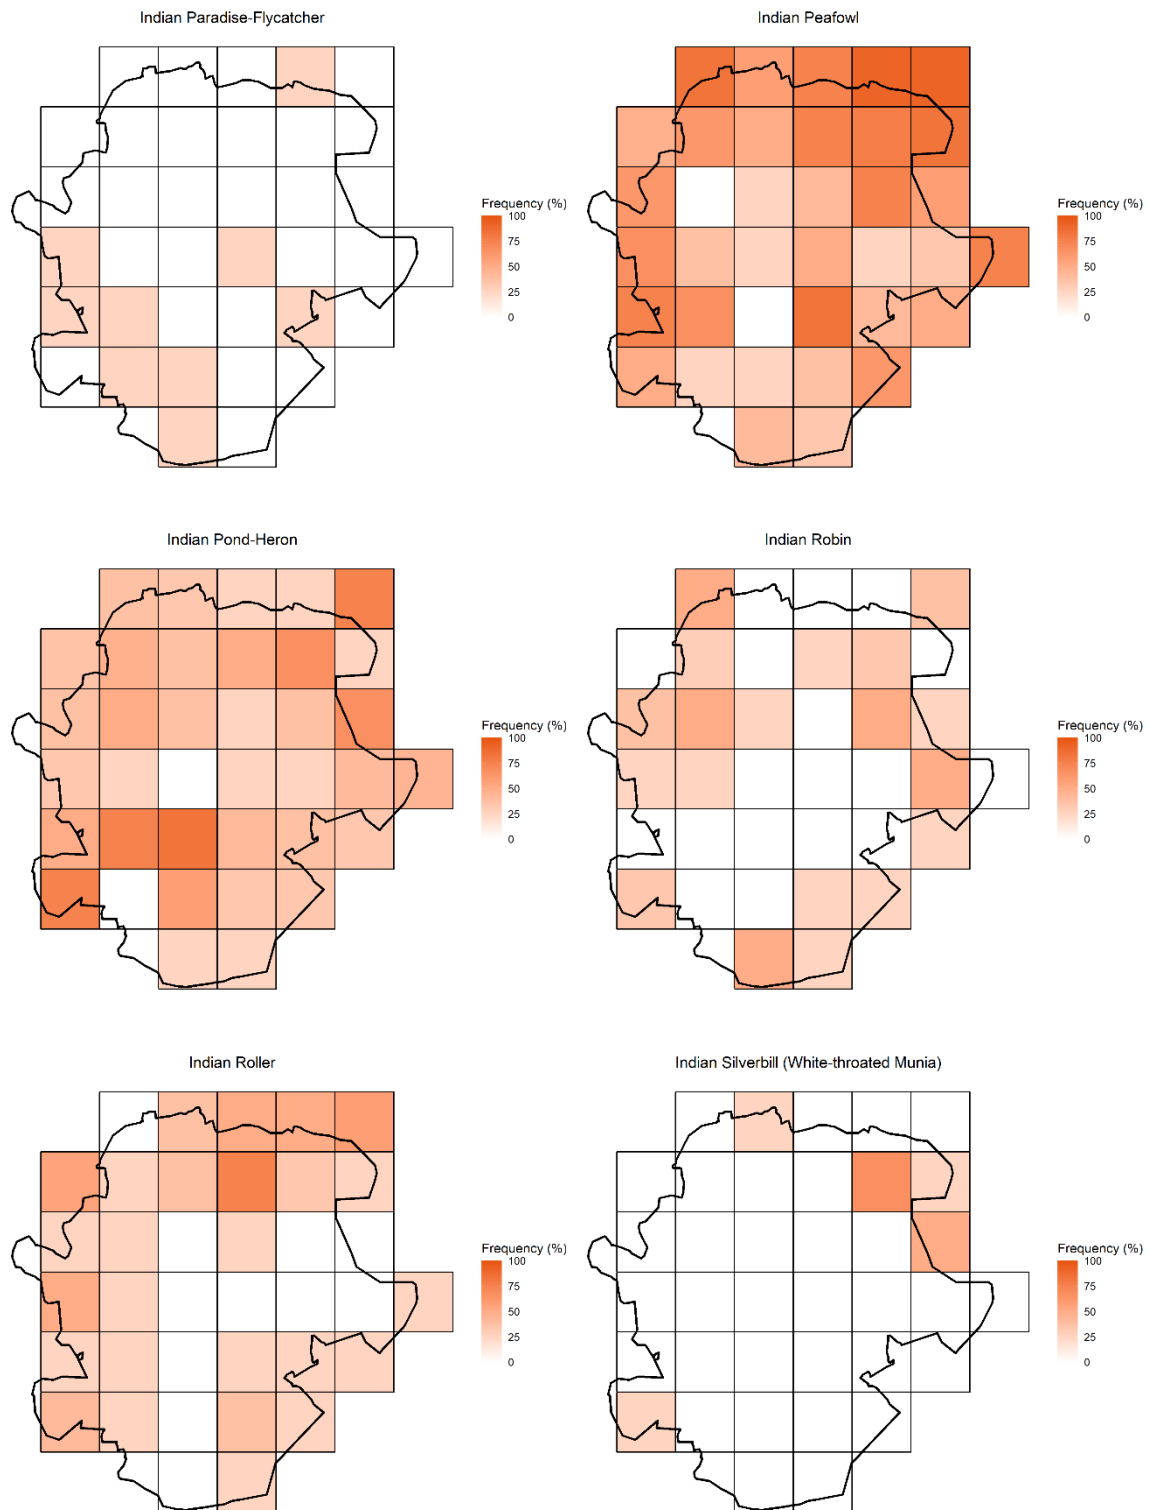 Indian Paradise-Flycatcher
Indian Peafowl
Frequency (%)
100
75
50
25
0
Frequency (%)
100
75
50
25
0
Indian Pond-Heron
Indian Robin
Frequency (%)
100
75
50
25
0
Frequency (%)
100
75
50
25
0
Indian Roller
Indian Silverbill (White-throated Munia)
Frequency (%)
100
75
50
25
0
Frequency (%)
100
75
50
25
0